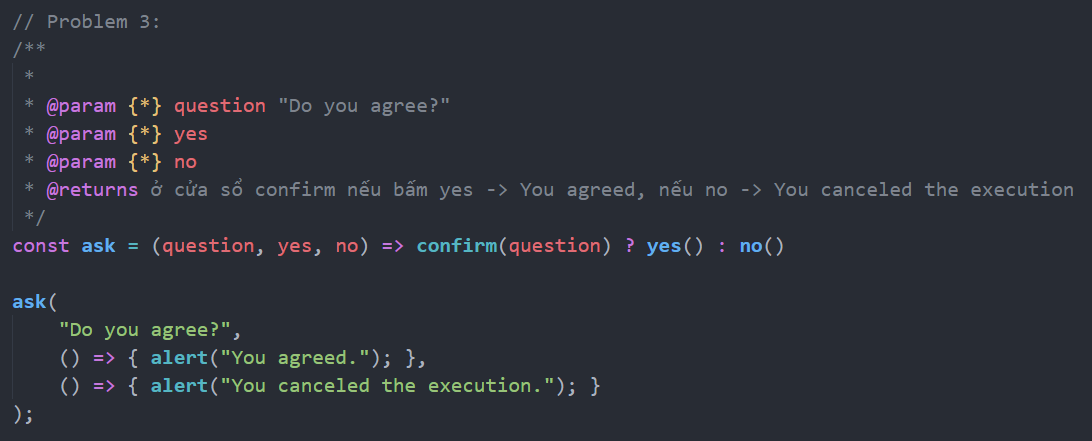 // Problem 3:
/**
 *
 * @param {*} question "Do you agree?"
 * @param {*} yes
 * @param {*} no
 * @returns ở cửa sổ confirm nếu bấm yes -> You agreed, nếu no -> You canceled the execution
 */
const ask = (question, yes, no) => confirm(question) ? yes() : no()

ask(
    "Do you agree?",
    () => { alert("You agreed."); },
    () => { alert("You canceled the execution."); }
);